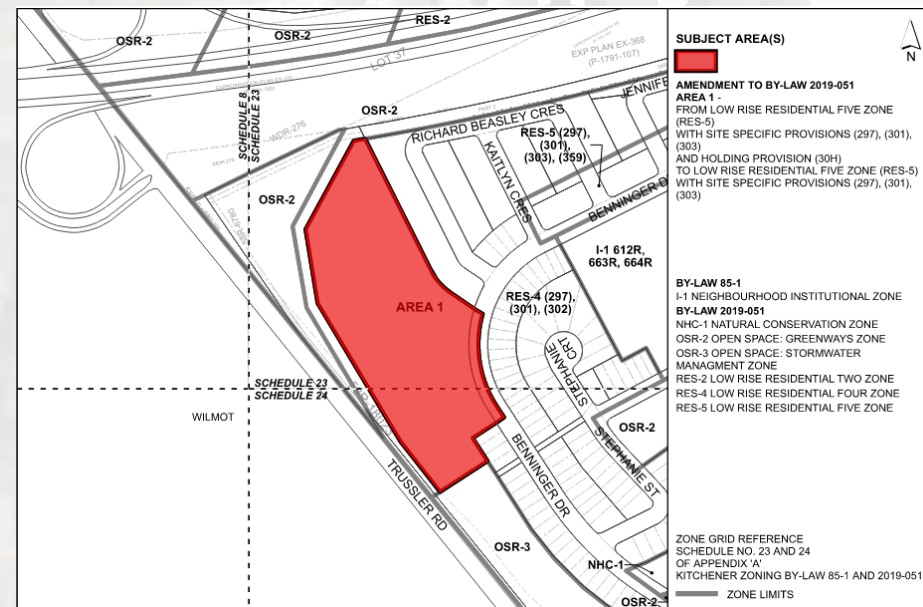 RES-2
OSR-2
OSR-2
EXP PLAN EX-368
(P-1791-107)
LOT 37
SCHEDULE 8
SCHEDULE 23
WDR-276
OSR-2
RICHARD BEASLEY CRES
JENNIFE
RES-5 (297),
(301),
(303), (359)
KAITLYN CRES
BENNINGER D
OSR-2
I-1 612R,
663R, 664R
AREA 1
RES-4 (297),
(301), (302)
STEPHANIE CRT
SCHEDULE 23
SCHEDULE 24
WILMOT
OSR-2
BENNINGER DR
STEPHANIE ST
TRUSSLER RD
OSR-3
NHC-1
OSR-2
SUBJECT AREA(S)
N
AMENDMENT TO BY-LAW 2019-051
AREA 1 -
FROM LOW RISE RESIDENTIAL FIVE ZONE
(RES-5)
WITH SITE SPECIFIC PROVISIONS (297), (301),
(303)
AND HOLDING PROVISION (30H)
TO LOW RISE RESIDENTIAL FIVE ZONE (RES-5)
WITH SITE SPECIFIC PROVISIONS (297), (301),
(303)
BY-LAW 85-1
I-1 NEIGHBOURHOOD INSTITUTIONAL ZONE
BY-LAW 2019-051
NHC-1 NATURAL CONSERVATION ZONE
OSR-2 OPEN SPACE: GREENWAYS ZONE
OSR-3 OPEN SPACE: STORMWATER
MANAGMENT ZONE
RES-2 LOW RISE RESIDENTIAL TWO ZONE
RES-4 LOW RISE RESIDENTIAL FOUR ZONE
RES-5 LOW RISE RESIDENTIAL FIVE ZONE
ZONE GRID REFERENCE
SCHEDULE NO. 23 AND 24
OF APPENDIX 'A'
KITCHENER ZONING BY-LAW 85-1 AND 2019-051
ZONE LIMITS